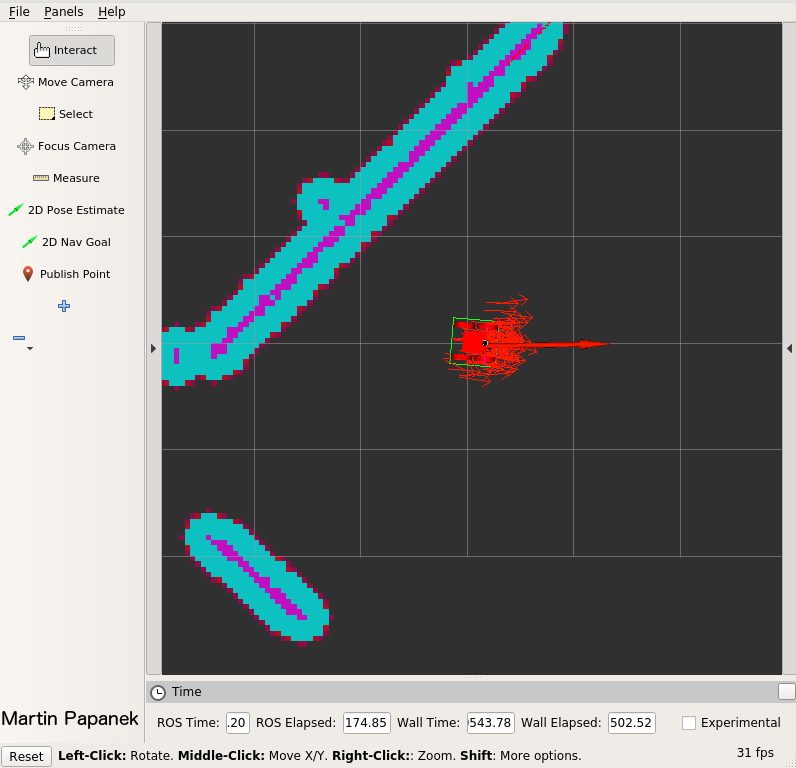 File Panels Help
Interact
Move Camera
Select
Focus Camera
Measure
2D Pose Estimate
2D Nav Goal
Publish Point
Martin Papanek
Time
ROS Time: .20 ROS Elapsed: 174.85 Wall Time: 543.78 Wall Elapsed: 502.52 Experimental
Reset Left-Click: Rotate. Middle-Click: Move X/Y. Right-Click:: Zoom. Shift: More options. 31 fps